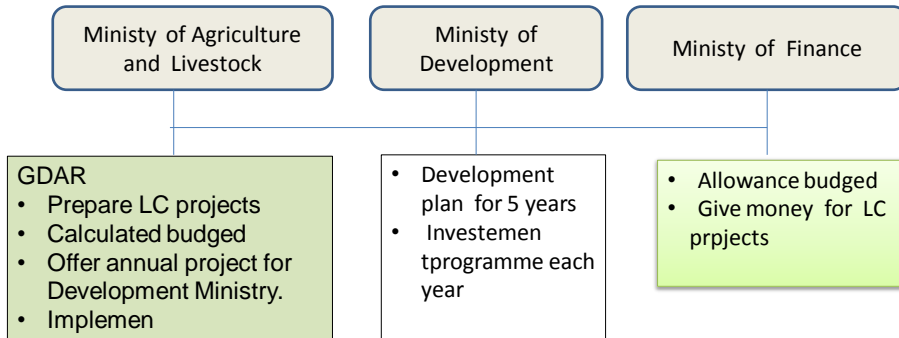 Ministy of Agriculture
and Livestock
Ministy of
Development
Ministy of Finance
GDAR
• Prepare LC projects
• Calculated budged
• Offer annual project for
Development Ministry.
• Implemen
• Development
plan for 5 years
• Investemen
tprogramme each
year
• Allowance budged
• Give money for LC
prpjects